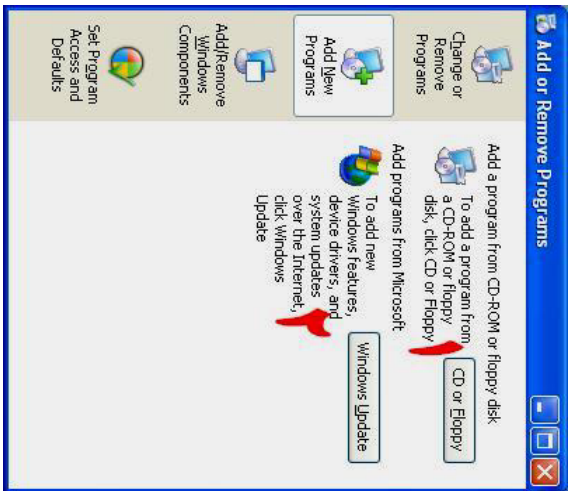 Add or Remove Programs
Change or
Remove
Programs
Add New
Programs
Add/Remove
Windows
Components
Set Program
Access and
Defaults
Add a program from CD-ROM or floppy disk
To add a program from
a CD-ROM or floppy
disk, click CD or Floppy
CD or Floppy
Add programs from Microsoft
To add new
Windows features,
device drivers, and
system updates
over the Internet,
click Windows
Update
Windows Update